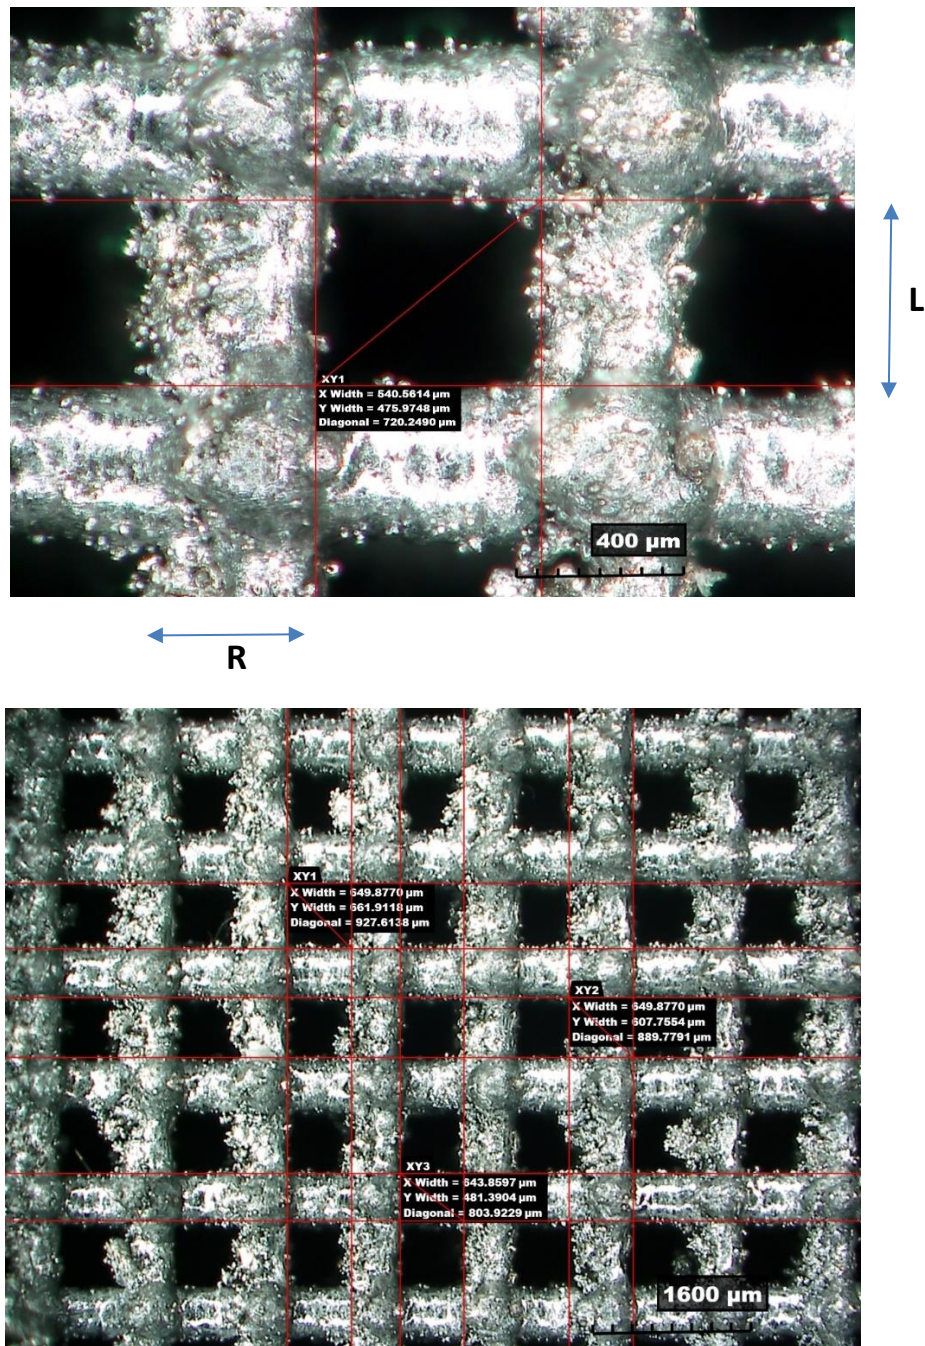 L
XY1
X Width = 540.5614 µm
Y Width = 475.9748 µm
Diagonal = 720.2490 µm
400 µm
R
XY1
X Width = 649.8770 µm
Y Width = 661.9118 µm
Diagonal = 927.6138 µm
XY2
X Width = 649.8770 µm
Y Width = 607.7554 µm
Diagonal = 889.7791 µm
XY3
X Width = 643.8597 µm
Y Width = 481.3904 µm
Diagonal = 803.9229 µm
1600 µm